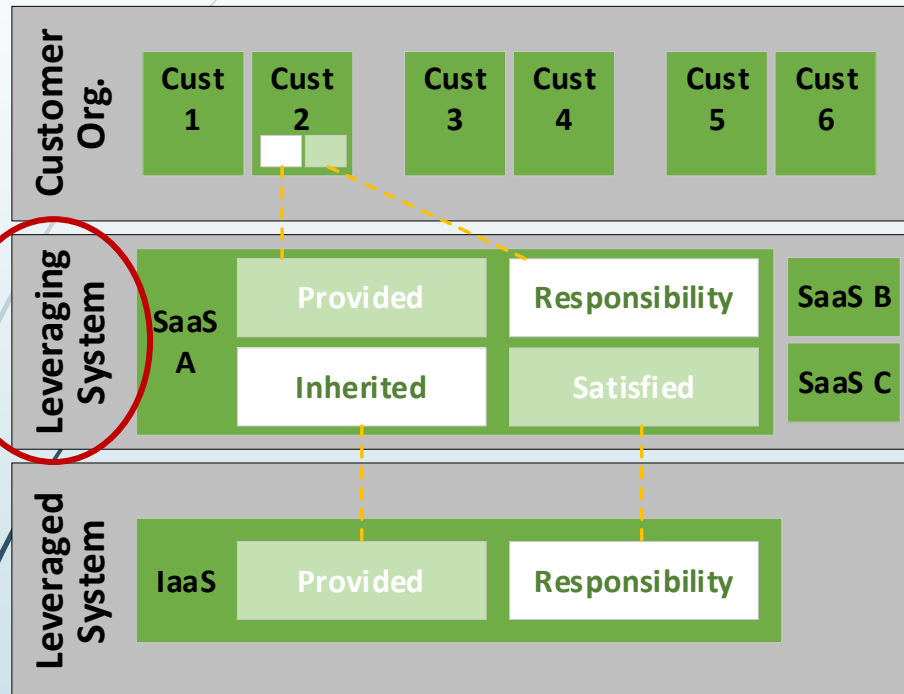 Customer
Org.
Cust
1
Cust
2
Cust
3
Cust
4
Cust
5
Cust
6
Leveraging
System
SaaS
A
Provided
Responsibility
Inherited
Satisfied
SaaS B
SaaS C
Leveraged
System
IaaS
Provided
Responsibility